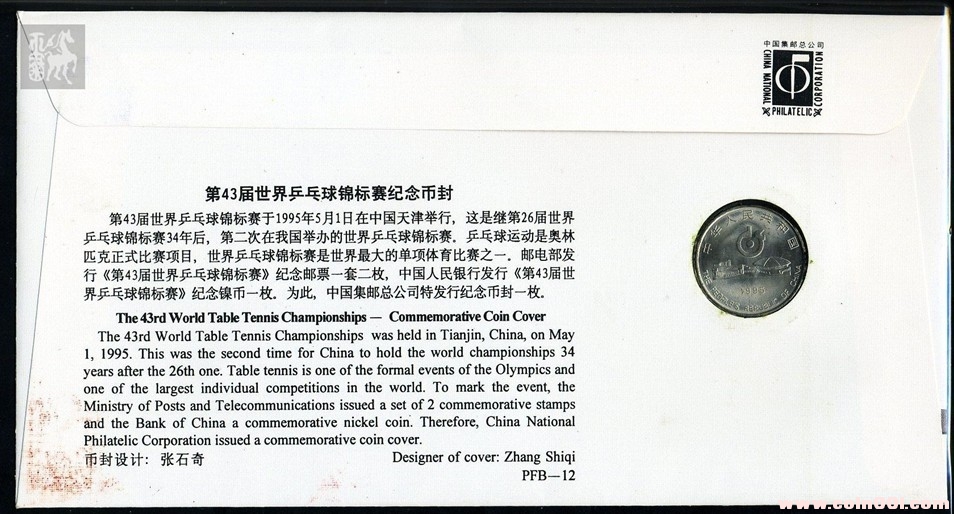 中国集邮总公司
CHINA NATIONAL
PHILATELIC
CORPORATION
第43届世界乒乓球锦标赛纪念币封
第43届世界乒乓球锦标赛于1995年5月1日在中国天津举行，这是继第26届世界
乒乓球锦标赛34年后，第二次在我国举办的世界乒乓球锦标赛。乒乓球运动是奥林
匹克正式比赛项目，世界乒乓球锦标赛是世界最大的单项体育比赛之一。邮电部发
行《第43届世界乒乓球锦标赛》纪念邮票一套二枚，中国人民银行发行《第43届世
界乒乓球锦标赛》纪念镍币一枚。为此，中国集邮总公司特发行纪念币封一枚。
The 43rd World Table Tennis Championships — Commemorative Coin Cover
The 43rd World Table Tennis Championships was held in Tianjin, China, on May
1, 1995. This was the second time for China to hold the world championships 34
years after the 26th one. Table tennis is one of the formal events of the Olympics and
one of the largest individual competitions in the world. To mark the event, the
Ministry of Posts and Telecommunications issued a set of 2 commemorative stamps
and the Bank of China a commemorative nickel coin. Therefore, China National
Philatelic Corporation issued a commemorative coin cover.
币封设计：张石奇 Designer of cover: Zhang Shiqi
PFB—12
中华人民共和国
1995
THE PEOPLE'S REPUBLIC OF CHINA